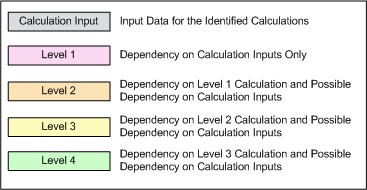 Calculation Input
Input Data for the Identified Calculations
Level 1
Dependency on Calculation Inputs Only
Level 2
Dependency on Level 1 Calculation and Possible
Dependency on Calculation Inputs
Level 3
Dependency on Level 2 Calculation and Possible
Dependency on Calculation Inputs
Level 4
Dependency on Level 3 Calculation and Possible
Dependency on Calculation Inputs